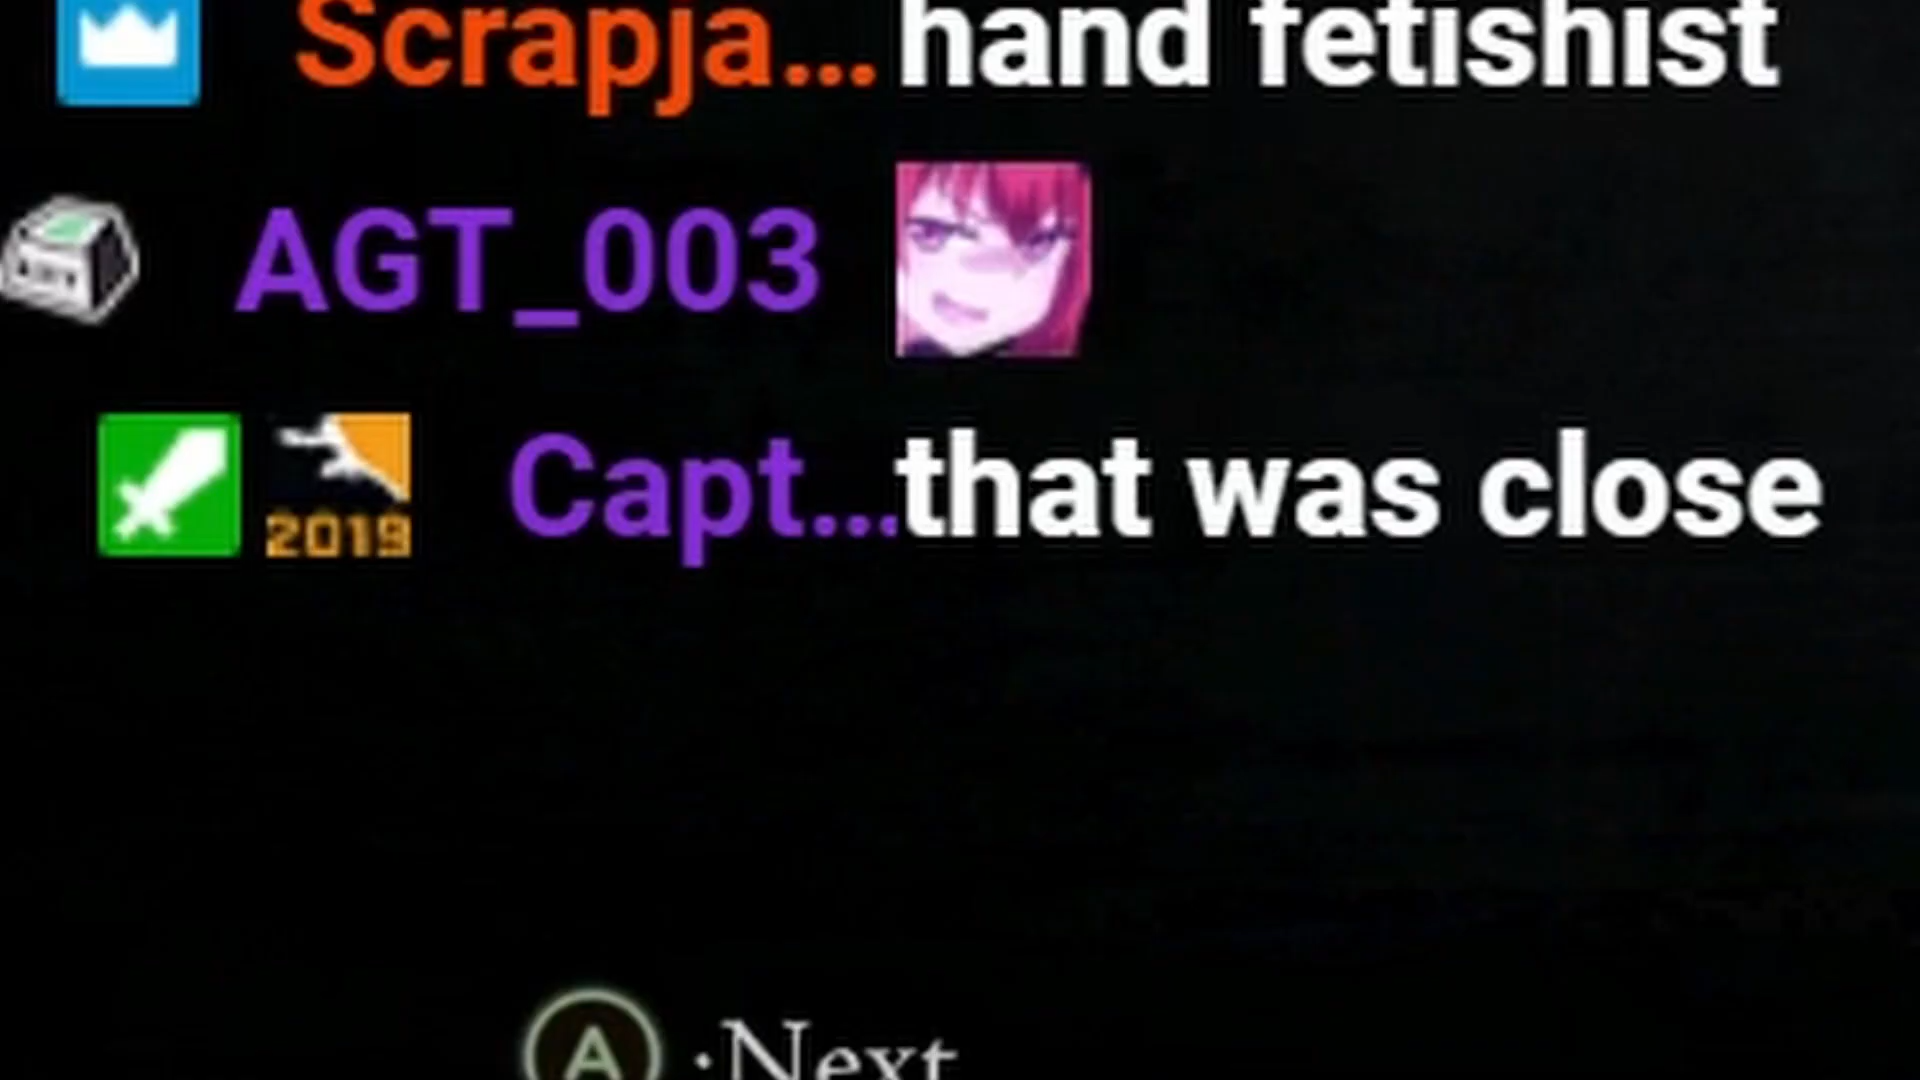 Scrapja... hand fetishist
AGT_003
2019 Capt... that was close
A :Next